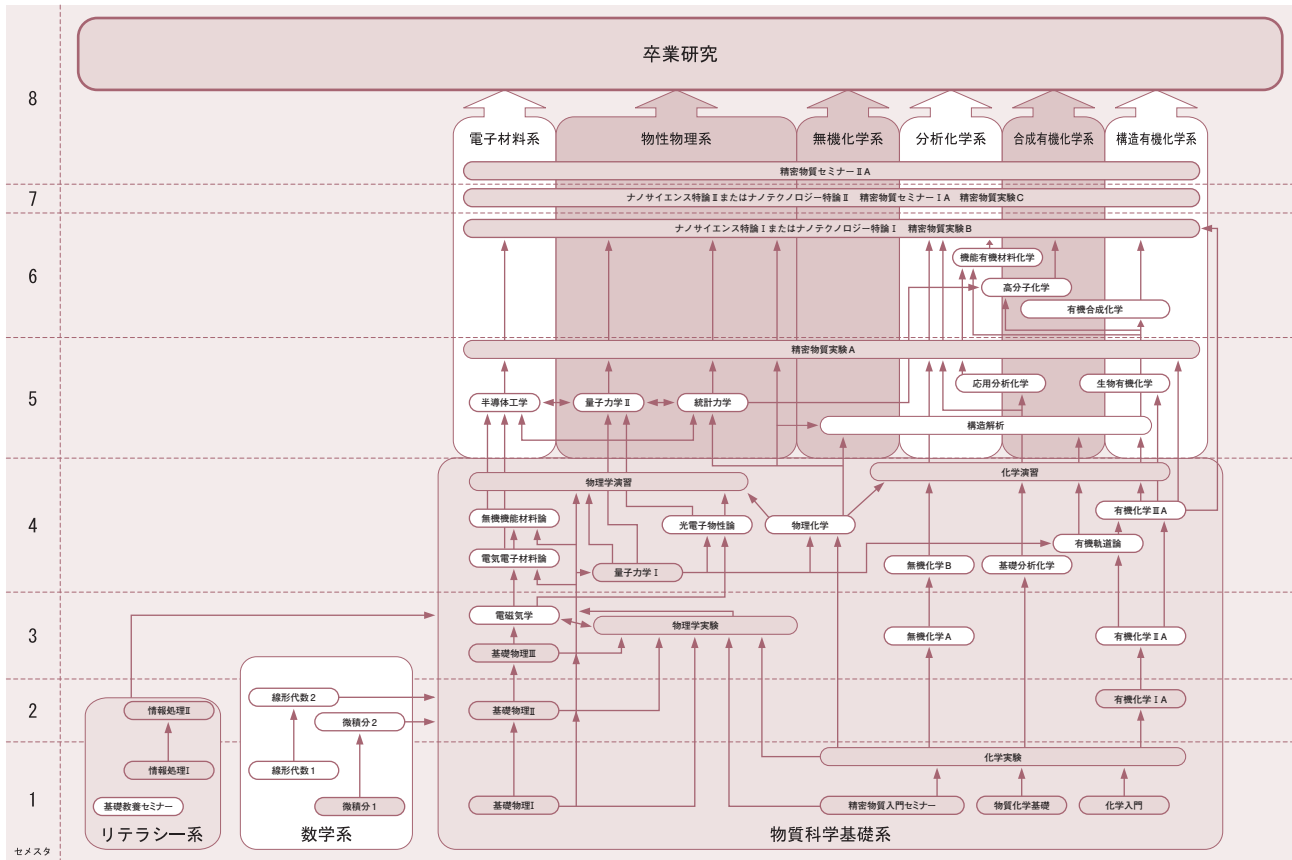 卒業研究
8
電子材料系
物性物理系
無機化学系
分析化学系
合成有機化学系
構造有機化学系
精密物質セミナーⅡA
7
ナノサイエンス特論Ⅱまたはナノテクノロジー特論Ⅱ 精密物質セミナーⅠA 精密物質実験C
ナノサイエンス特論Ⅰまたはナノテクノロジー特論Ⅰ 精密物質実験B
6
機能有機材料化学
高分子化学
有機合成化学
精密物質実験A
5
応用分析化学
生物有機化学
半導体工学
量子力学Ⅱ
統計力学
構造解析
4
物理学演習
化学演習
無機機能材料論
光電子物性論
物理化学
有機化学ⅢA
電気電子材料論
有機軌道論
量子力学Ⅰ
無機化学B
基礎分析化学
3
電磁気学
物理学実験
無機化学A
有機化学ⅡA
基礎物理Ⅲ
2
線形代数2
情報処理Ⅱ
微積分2
基礎物理Ⅱ
有機化学ⅠA
1
情報処理Ⅰ
線形代数1
化学実験
基礎教養セミナー
微積分1
基礎物理Ⅰ
精密物質入門セミナー
物質化学基礎
化学入門
リテラシー系
数学系
物質科学基礎系
セメスタ